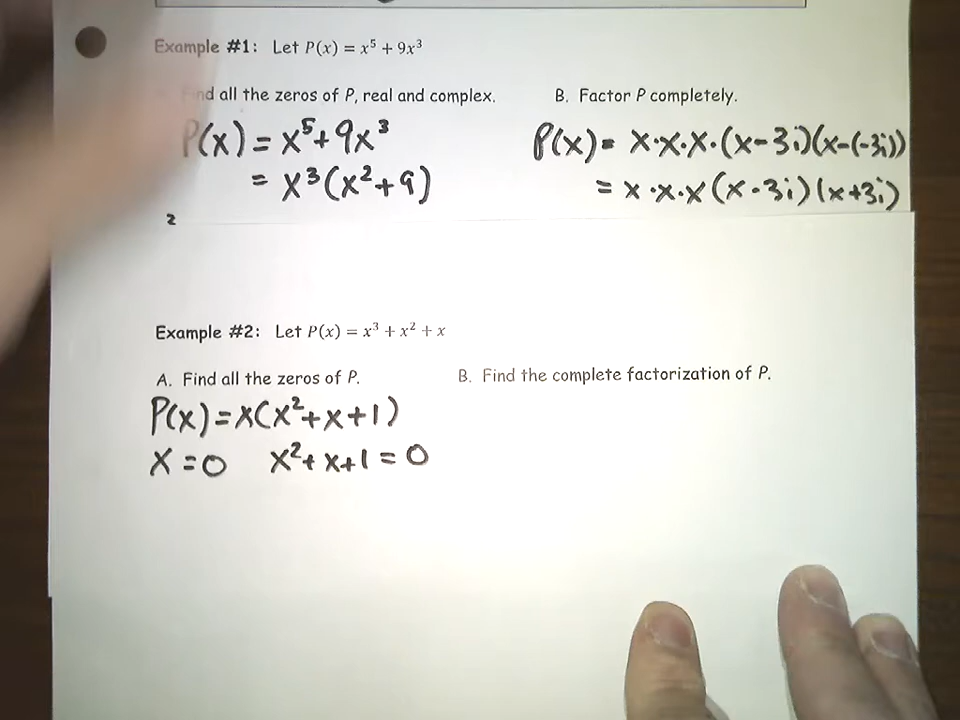 Example #1: Let P(x) = x⁵ + 9x³
nd all the zeros of P, real and complex.
P(x) = x⁵+9x³
= x³(x²+9)
B. Factor P completely.
P(x) = x·x·x·(x-3i)(x-(-3i))
= x·x·x(x-3i)(x+3i)
2
Example #2: Let P(x) = x³ + x² + x
A. Find all the zeros of P.
P(x)=x(x²+x+1)
x=0 x²+x+1=0
B. Find the complete factorization of P.